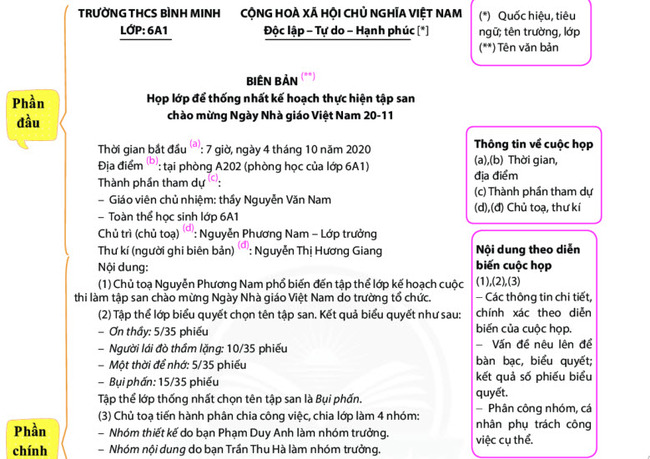 TRƯỜNG THCS BÌNH MINH
LỚP: 6A1
CỘNG HOÀ XÃ HỘI CHỦ NGHĨA VIỆT NAM
Độc lập – Tự do – Hạnh phúc [*]
(*) Quốc hiệu, tiêu
ngữ; tên trường, lớp
(**) Tên văn bản
Phần
đầu
BIÊN BẢN (**)
Họp lớp để thống nhất kế hoạch thực hiện tập san
chào mừng Ngày Nhà giáo Việt Nam 20-11
Thời gian bắt đầu (a): 7 giờ, ngày 4 tháng 10 năm 2020
Địa điểm (b): tại phòng A202 (phòng học của lớp 6A1)
Thành phần tham dự (c):
– Giáo viên chủ nhiệm: thầy Nguyễn Văn Nam
– Toàn thể học sinh lớp 6A1
Chủ trì (chủ toạ) (d): Nguyễn Phương Nam – Lớp trưởng
Thư kí (người ghi biên bản) (đ): Nguyễn Thị Hương Giang
Thông tin về cuộc họp
(a),(b) Thời gian,
địa điểm
(c) Thành phần tham dự
(d),(đ) Chủ toạ, thư kí
Nội dung:
(1) Chủ toạ Nguyễn Phương Nam phổ biến đến tập thể lớp kế hoạch cuộc
thi làm tập san chào mừng Ngày Nhà giáo Việt Nam do trường tổ chức.
(2) Tập thể lớp biểu quyết chọn tên tập san. Kết quả biểu quyết như sau:
– Ơn thầy: 5/35 phiếu
– Người lái đò thầm lặng: 10/35 phiếu
– Một thời để nhớ: 5/35 phiếu
– Bụi phấn: 15/35 phiếu
Tập thể lớp thống nhất chọn tên tập san là Bụi phấn.
(3) Chủ toạ tiến hành phân chia công việc, chia lớp làm 4 nhóm:
– Nhóm thiết kế do bạn Phạm Duy Anh làm nhóm trưởng.
– Nhóm nội dung do bạn Trần Thu Hà làm nhóm trưởng.
Nội dung theo diễn
biến cuộc họp
(1),(2),(3)
– Các thông tin chi tiết,
chính xác theo diễn
biến của cuộc họp.
– Vấn đề nêu lên để
bàn bạc, biểu quyết;
kết quả số phiếu biểu
quyết.
– Phân công nhóm, cá
nhân phụ trách công
việc cụ thể.
Phần
chính